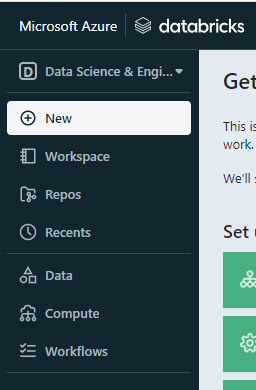 Microsoft Azure databricks
Data Science & Engi...
New
Workspace
Repos
Recents
Data
Compute
Workflows
Get
This is
work.
We'll
Set